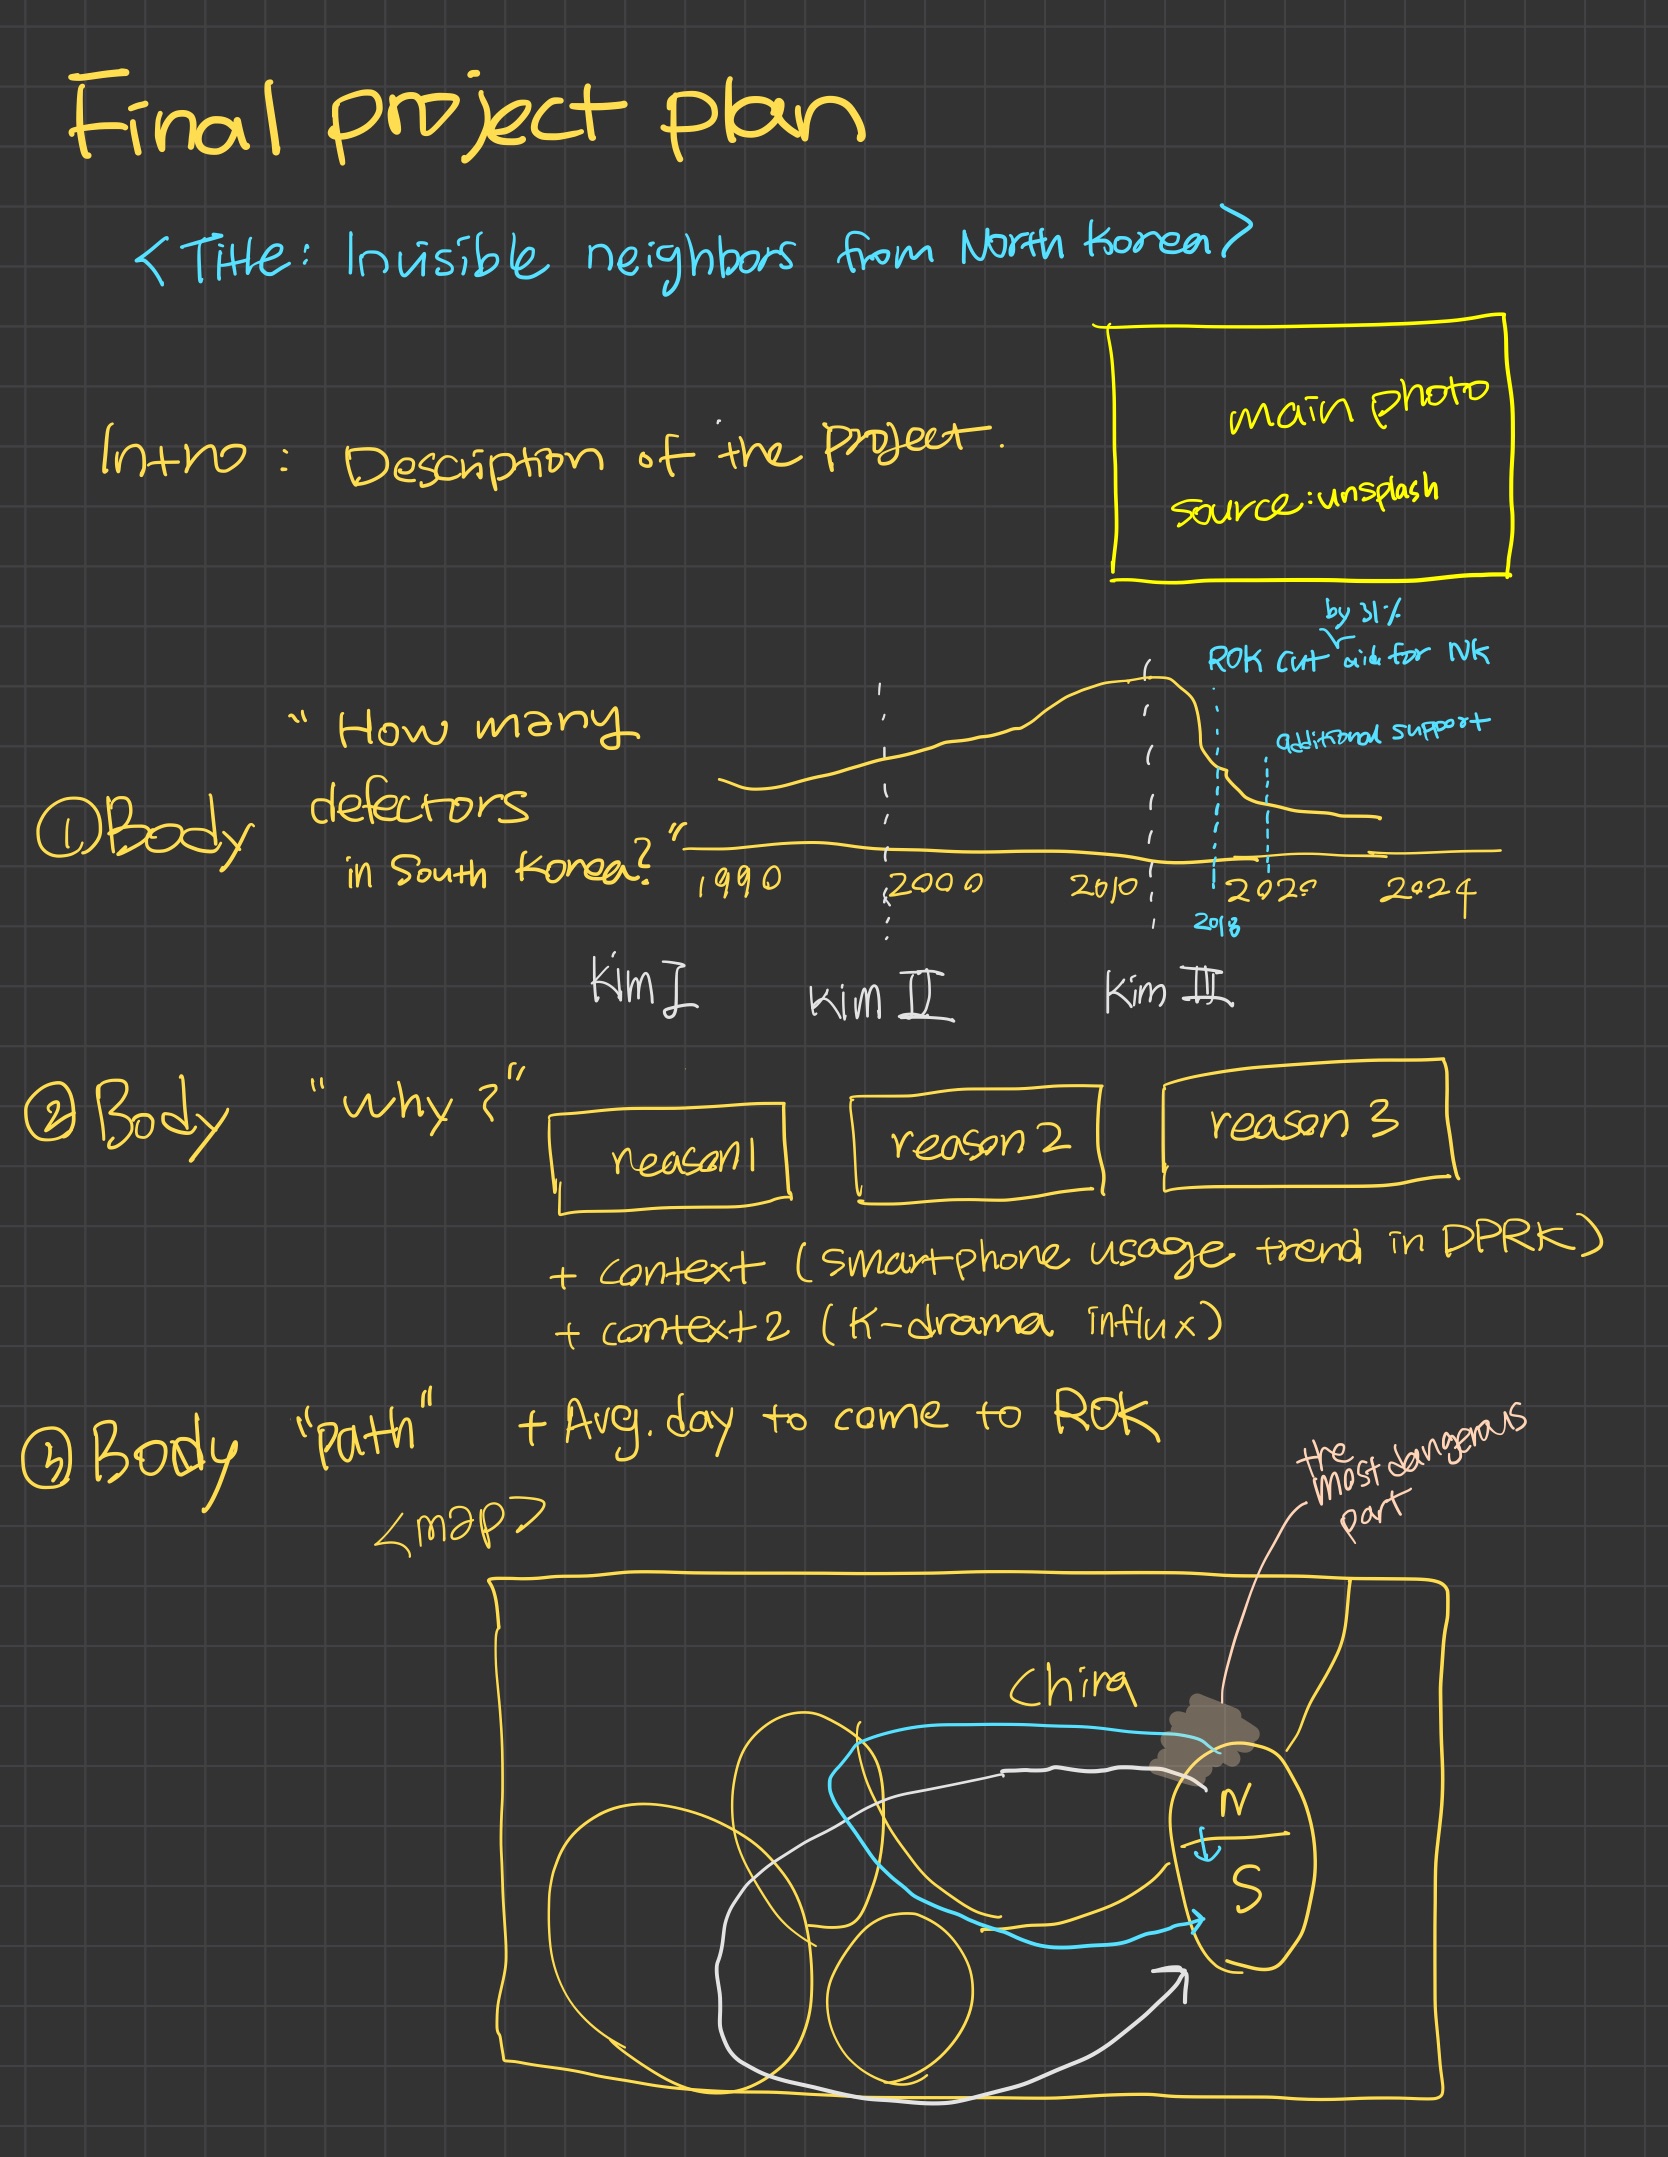 Final project plan
<Title: Invisible neighbors from North Korea>
main photo
source: unsplash
Intro : Description of the project.
by 31%
ROK cut aid for NK
additional support
① Body
"How many
defectors
in South Korea?"
1990 2000 2010 2020 2024
2018
Kim I Kim II Kim III
② Body "why?"
reason 1 reason 2 reason 3
+ context (smartphone usage trend in DPRK)
+ context 2 (K-drama influx)
③ Body "path" + Avg. day to come to ROK
the
most dangerous
part
<map>
China
N
S